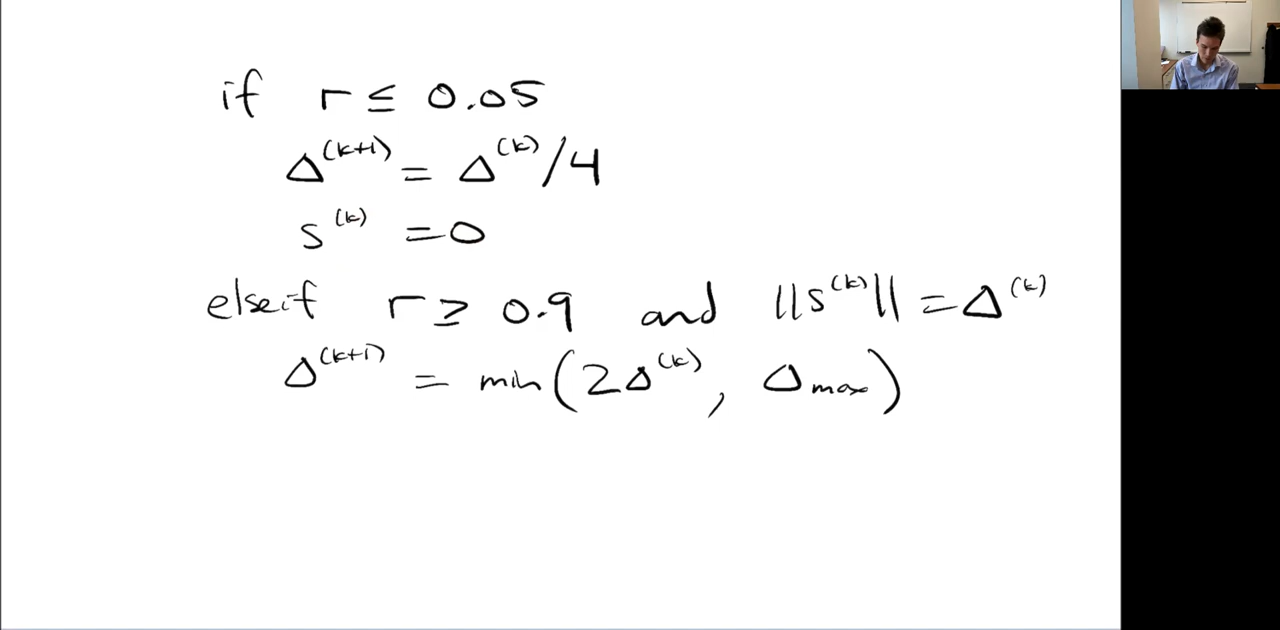 if r ≤ 0.05
Δ^(k+1) = Δ^(k)/4
s^(k) = 0
elseif r ≥ 0.9 and ||s^(k)|| = Δ^(k)
Δ^(k+1) = min(2Δ^(k), Δmax)